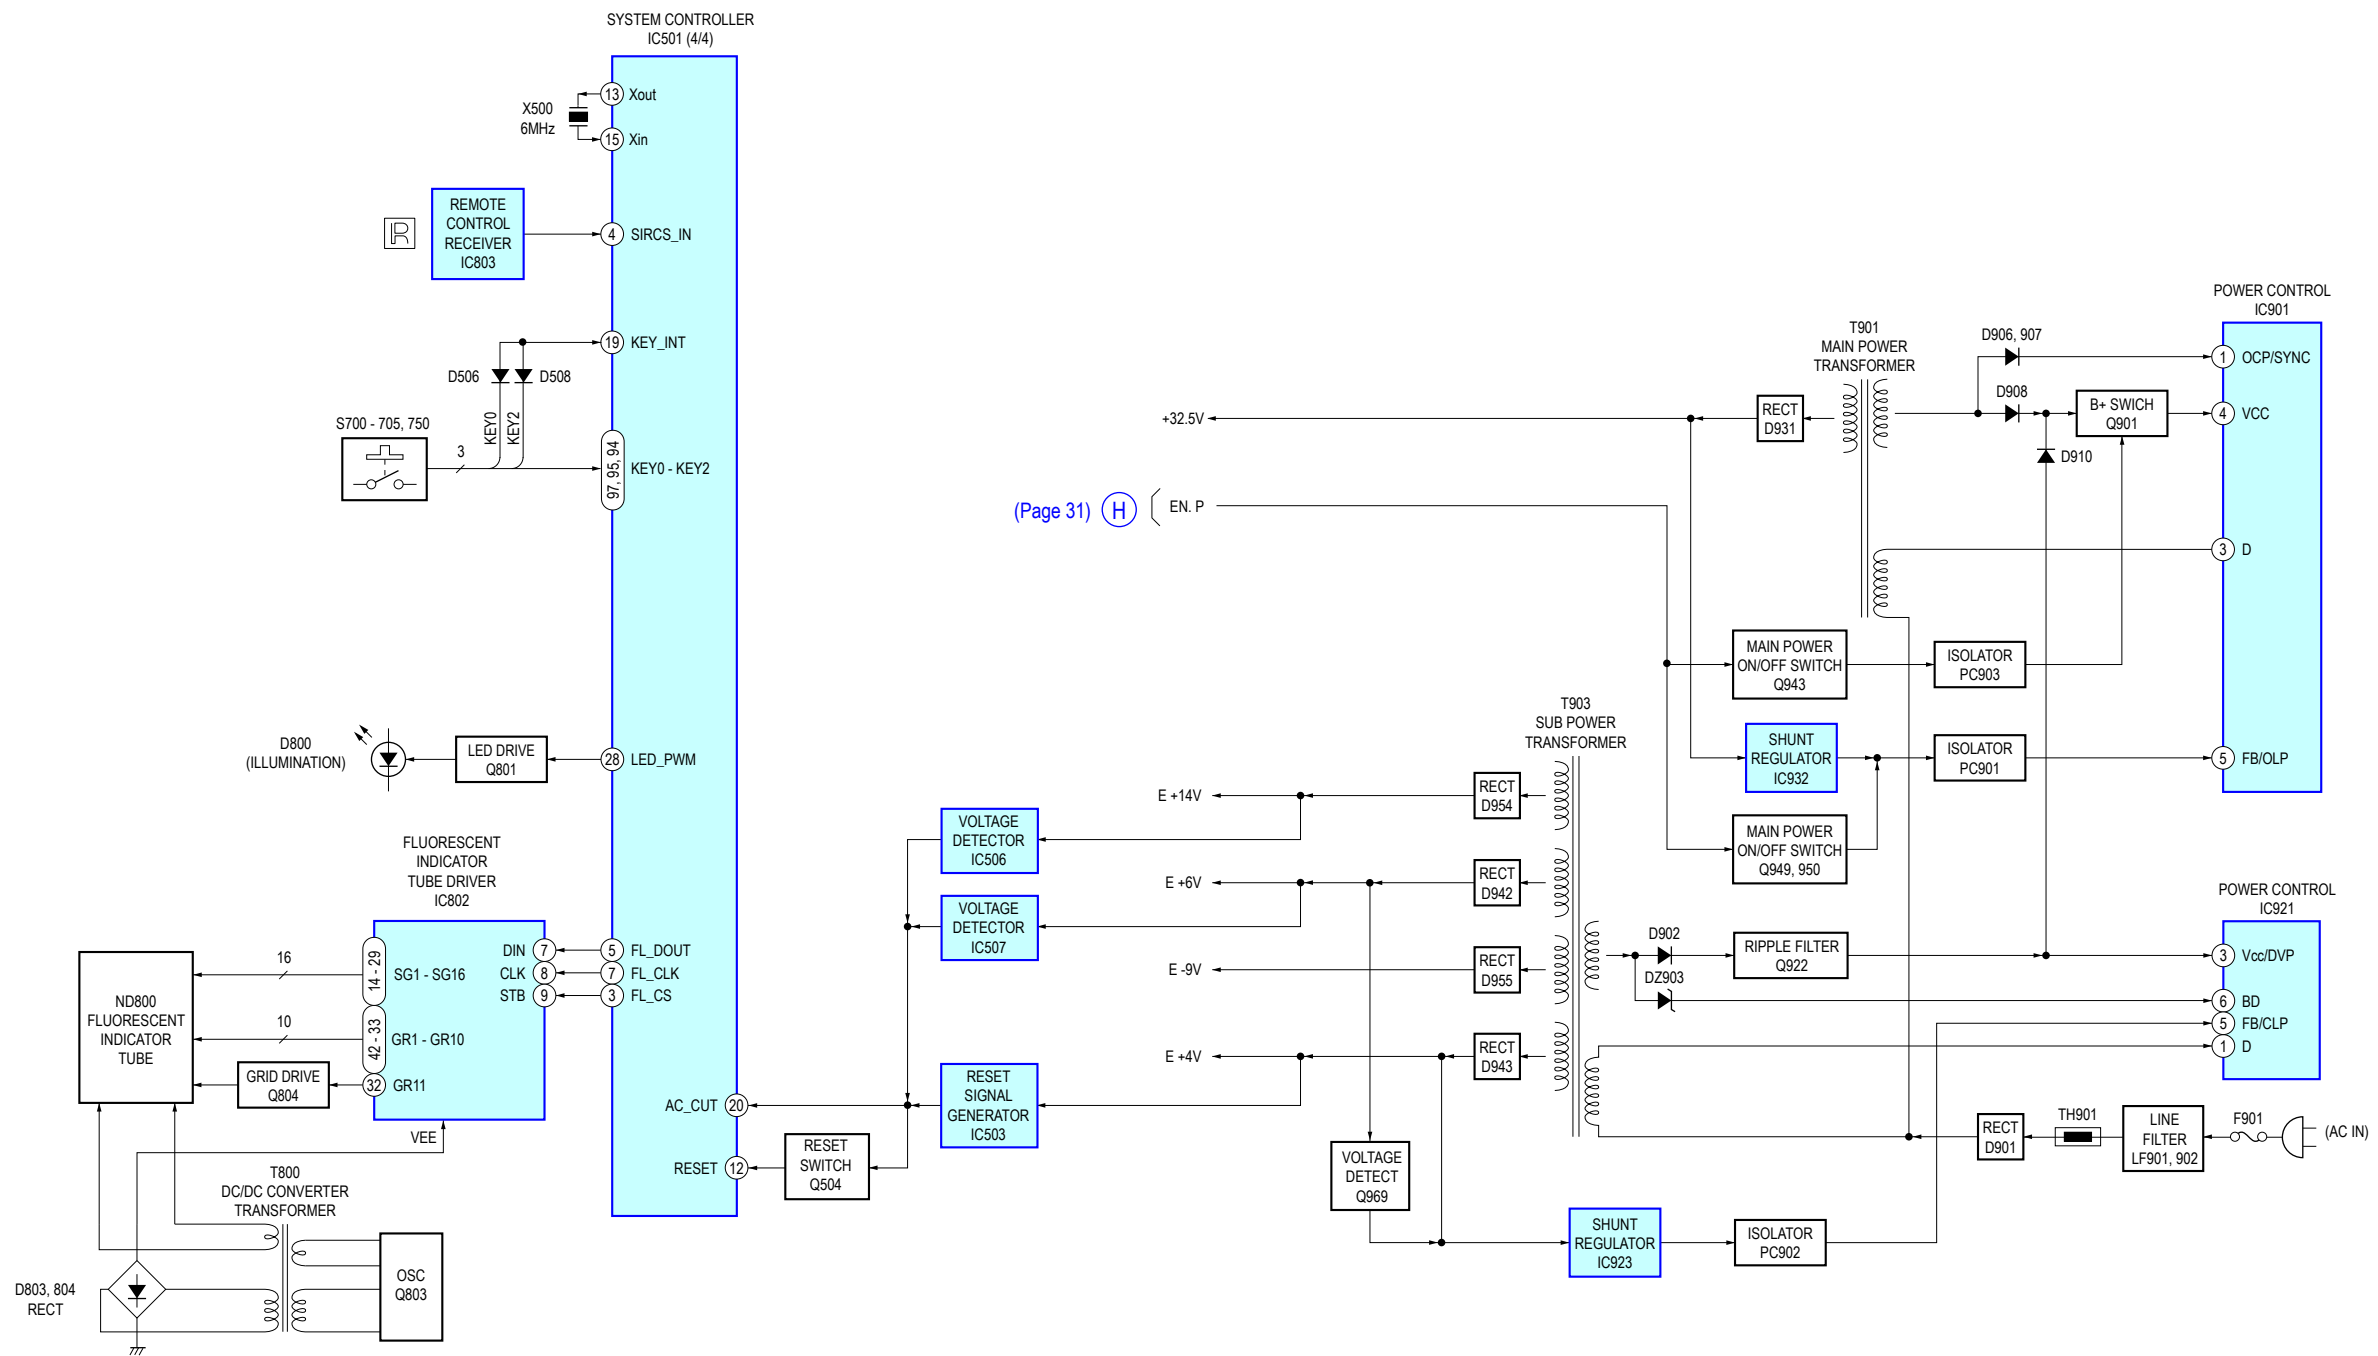 SYSTEM CONTROLLER
IC501 (4/4)
13 Xout
X500
6MHz
15 Xin
REMOTE
CONTROL
RECEIVER
IC803
R
4 SIRCS_IN
19 KEY_INT
D506
D508
KEY0
KEY2
S700 - 705, 750
3
97, 95, 94
KEY0 - KEY2
D800
(ILLUMINATION)
LED DRIVE
Q801
28 LED_PWM
FLUORESCENT
INDICATOR
TUBE DRIVER
IC802
DIN 7
5 FL_DOUT
CLK 8
7 FL_CLK
STB 9
3 FL_CS
16
14 - 29
SG1 - SG16
10
42 - 33
GR1 - GR10
32 GR11
ND800
FLUORESCENT
INDICATOR
TUBE
GRID DRIVE
Q804
VEE
T800
DC/DC CONVERTER
TRANSFORMER
D803, 804
RECT
OSC
Q803
AC_CUT 20
RESET 12
RESET
SWITCH
Q504
VOLTAGE
DETECTOR
IC506
VOLTAGE
DETECTOR
IC507
RESET
SIGNAL
GENERATOR
IC503
+32.5V
(Page 31) H EN. P
E +14V
E +6V
E -9V
E +4V
RECT
D954
RECT
D942
RECT
D955
RECT
D943
VOLTAGE
DETECT
Q969
T903
SUB POWER
TRANSFORMER
T901
MAIN POWER
TRANSFORMER
RECT
D931
D906, 907
D908
D910
B+ SWICH
Q901
POWER CONTROL
IC901
1 OCP/SYNC
4 VCC
3 D
5 FB/OLP
MAIN POWER
ON/OFF SWITCH
Q943
ISOLATOR
PC903
SHUNT
REGULATOR
IC932
ISOLATOR
PC901
MAIN POWER
ON/OFF SWITCH
Q949, 950
POWER CONTROL
IC921
D902
DZ903
RIPPLE FILTER
Q922
3 Vcc/DVP
6 BD
5 FB/CLP
1 D
RECT
D901
TH901
LINE
FILTER
LF901, 902
F901
(AC IN)
SHUNT
REGULATOR
IC923
ISOLATOR
PC902